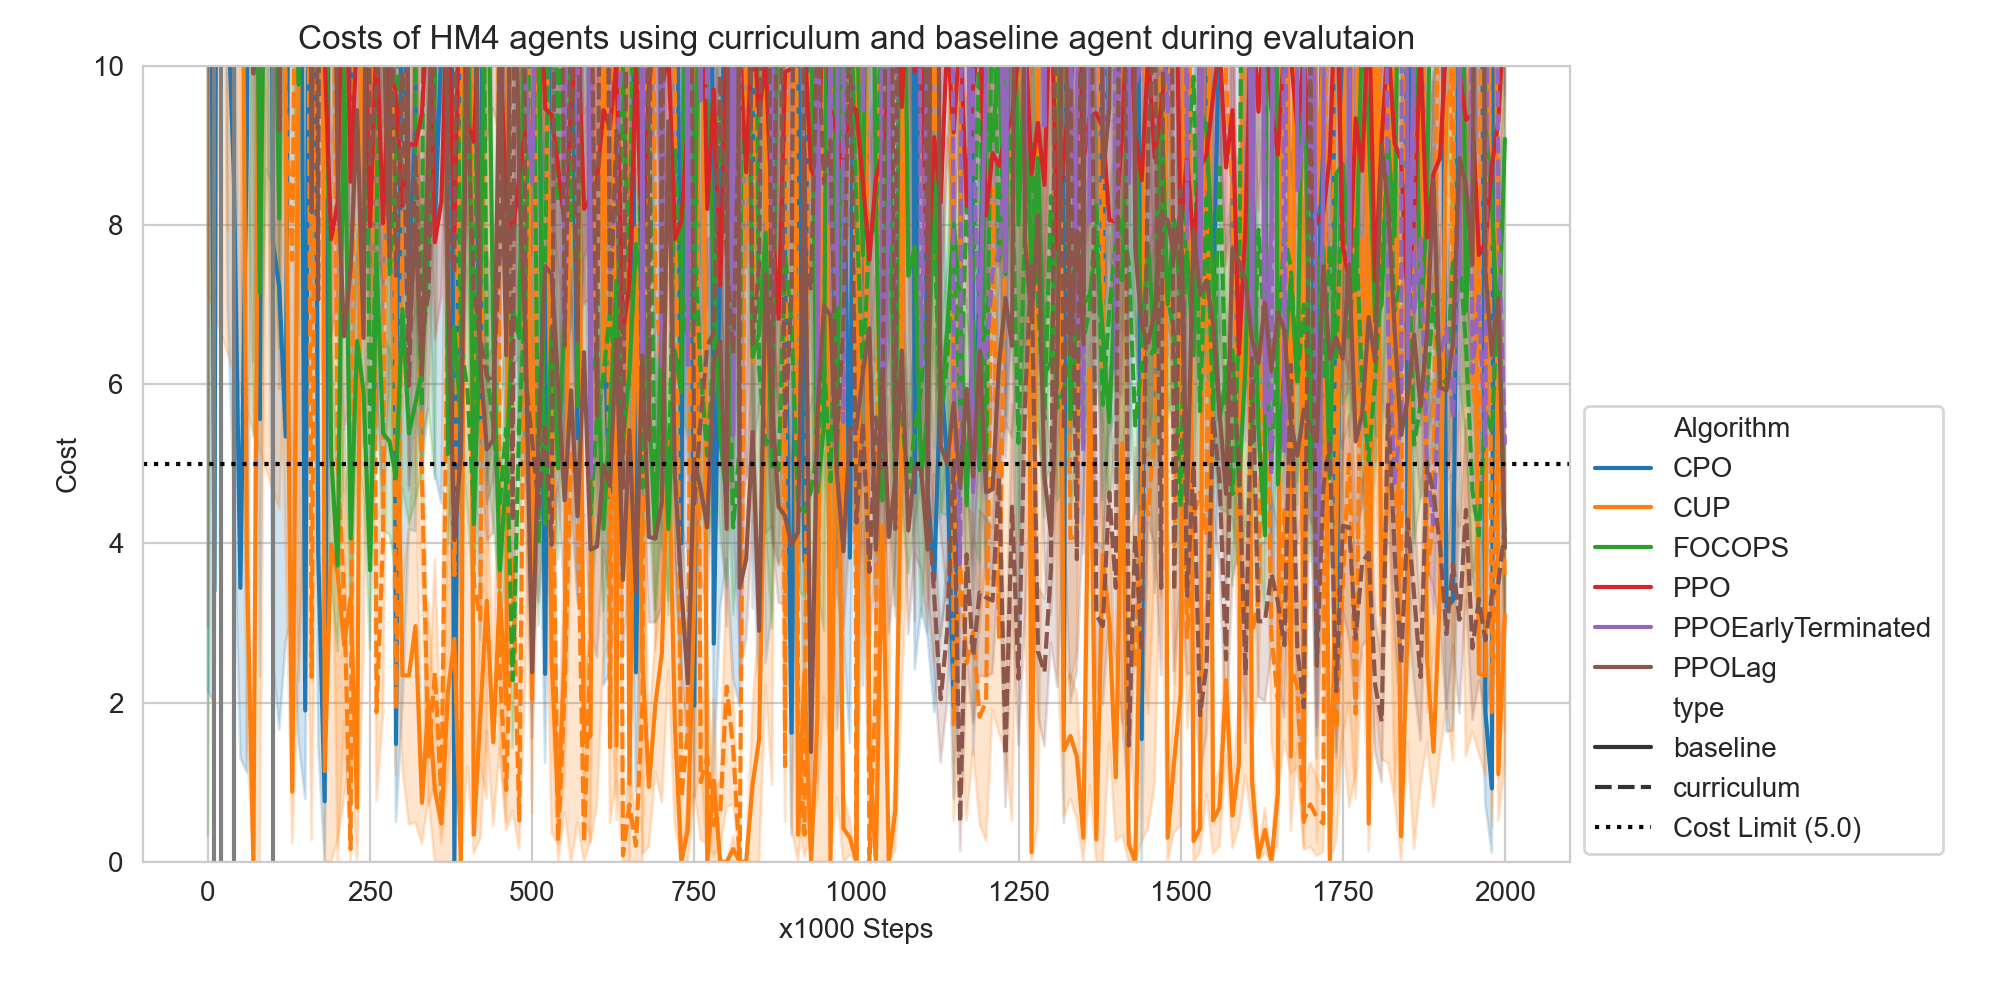 Costs of HM4 agents using curriculum and baseline agent during evalutaion
10
8
6
4
2
0
Cost
0 250 500 750 1000 1250 1500 1750 2000
x1000 Steps
Algorithm
CPO
CUP
FOCOPS
PPO
PPOEarlyTerminated
PPOLag
type
baseline
curriculum
Cost Limit (5.0)